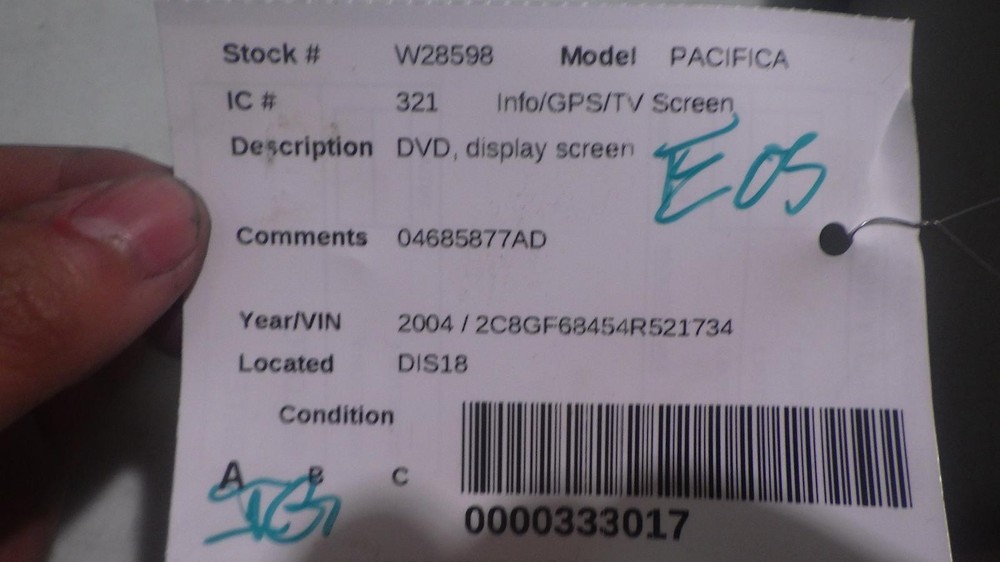 Stock # W28598 Model PACIFICA
IC # 321 Info/GPS/TV Screen
Description DVD, display screen
EOS
Comments 04685877AD
Year/VIN 2004 / 2C8GF68454R521734
Located DIS18
Condition
A B C
0000333017